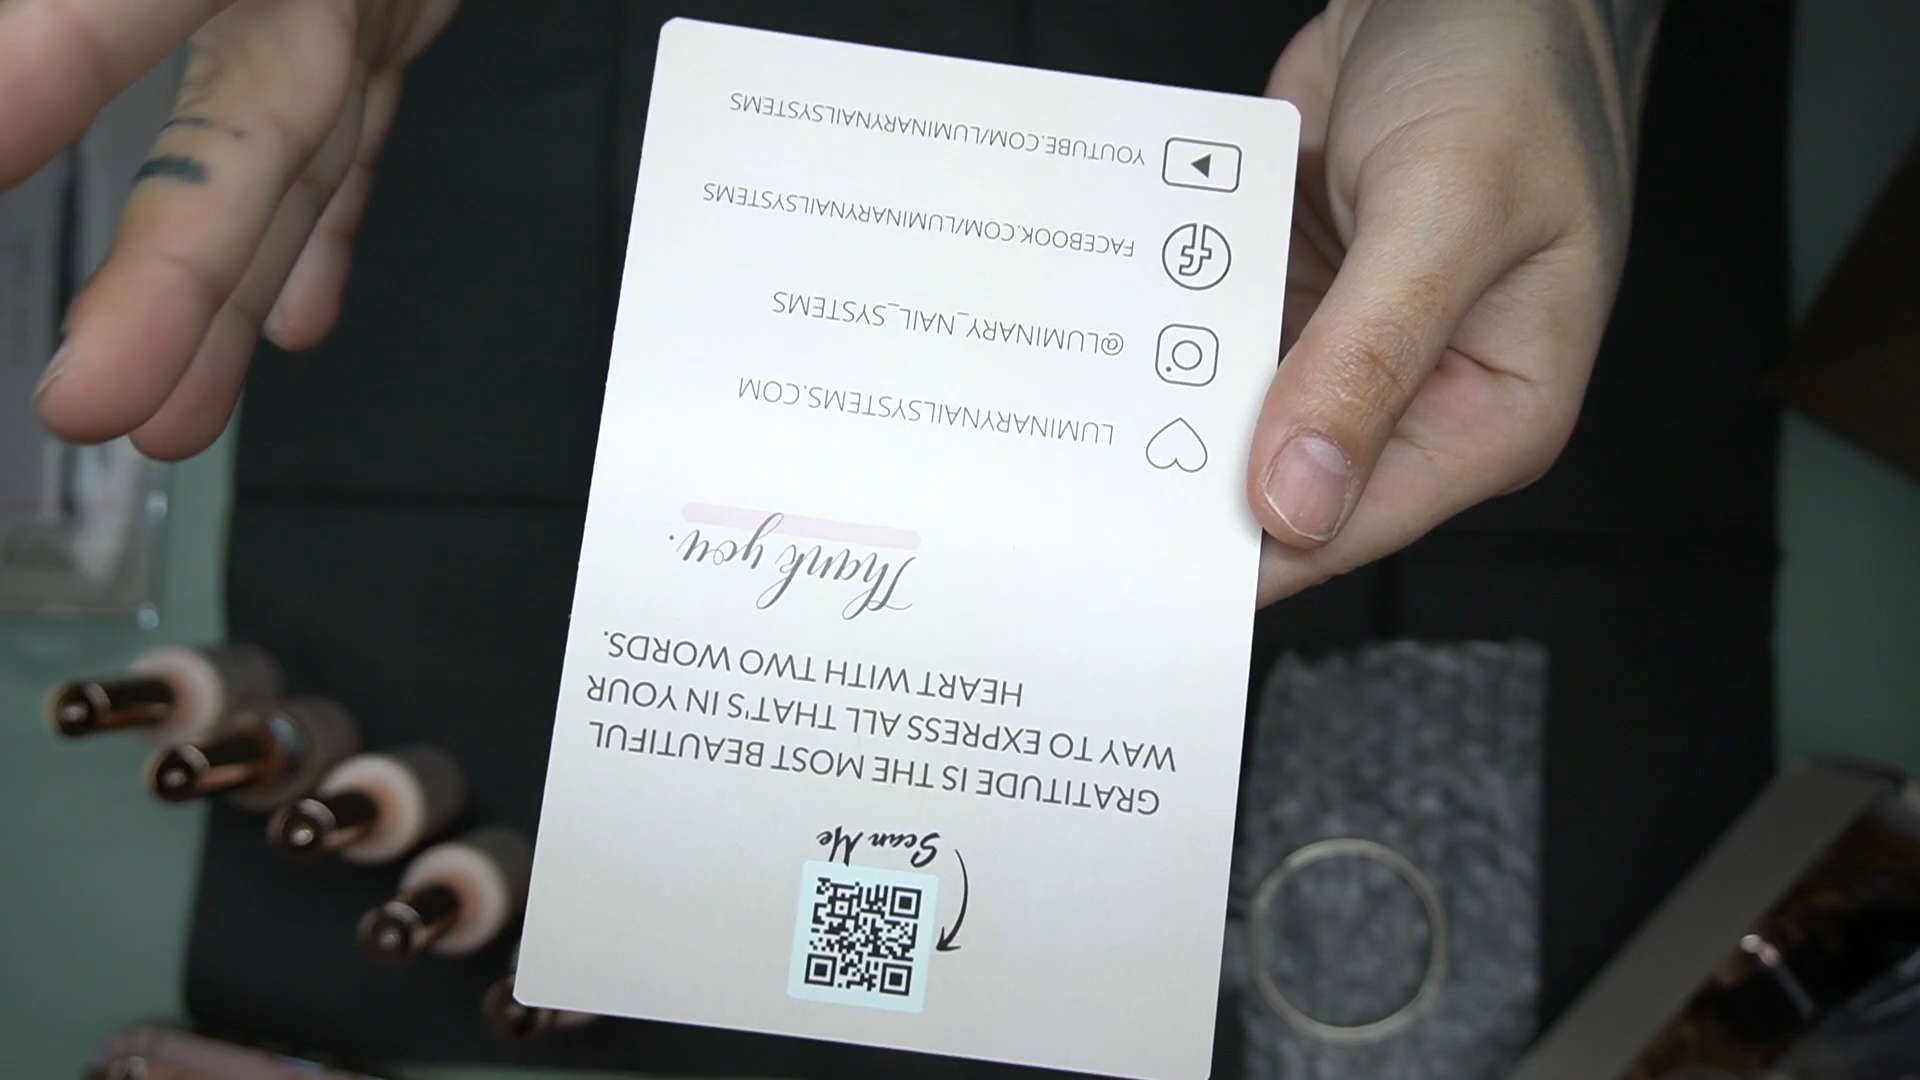 Scan Me
GRATITUDE IS THE MOST BEAUTIFUL
WAY TO EXPRESS ALL THAT'S IN YOUR
HEART WITH TWO WORDS.
Thank you.
LUMINARYNAILSYSTEMS.COM
@LUMINARY_NAIL_SYSTEMS
FACEBOOK.COM/LUMINARYNAILSYSTEMS
YOUTUBE.COM/LUMINARYNAILSYSTEMS